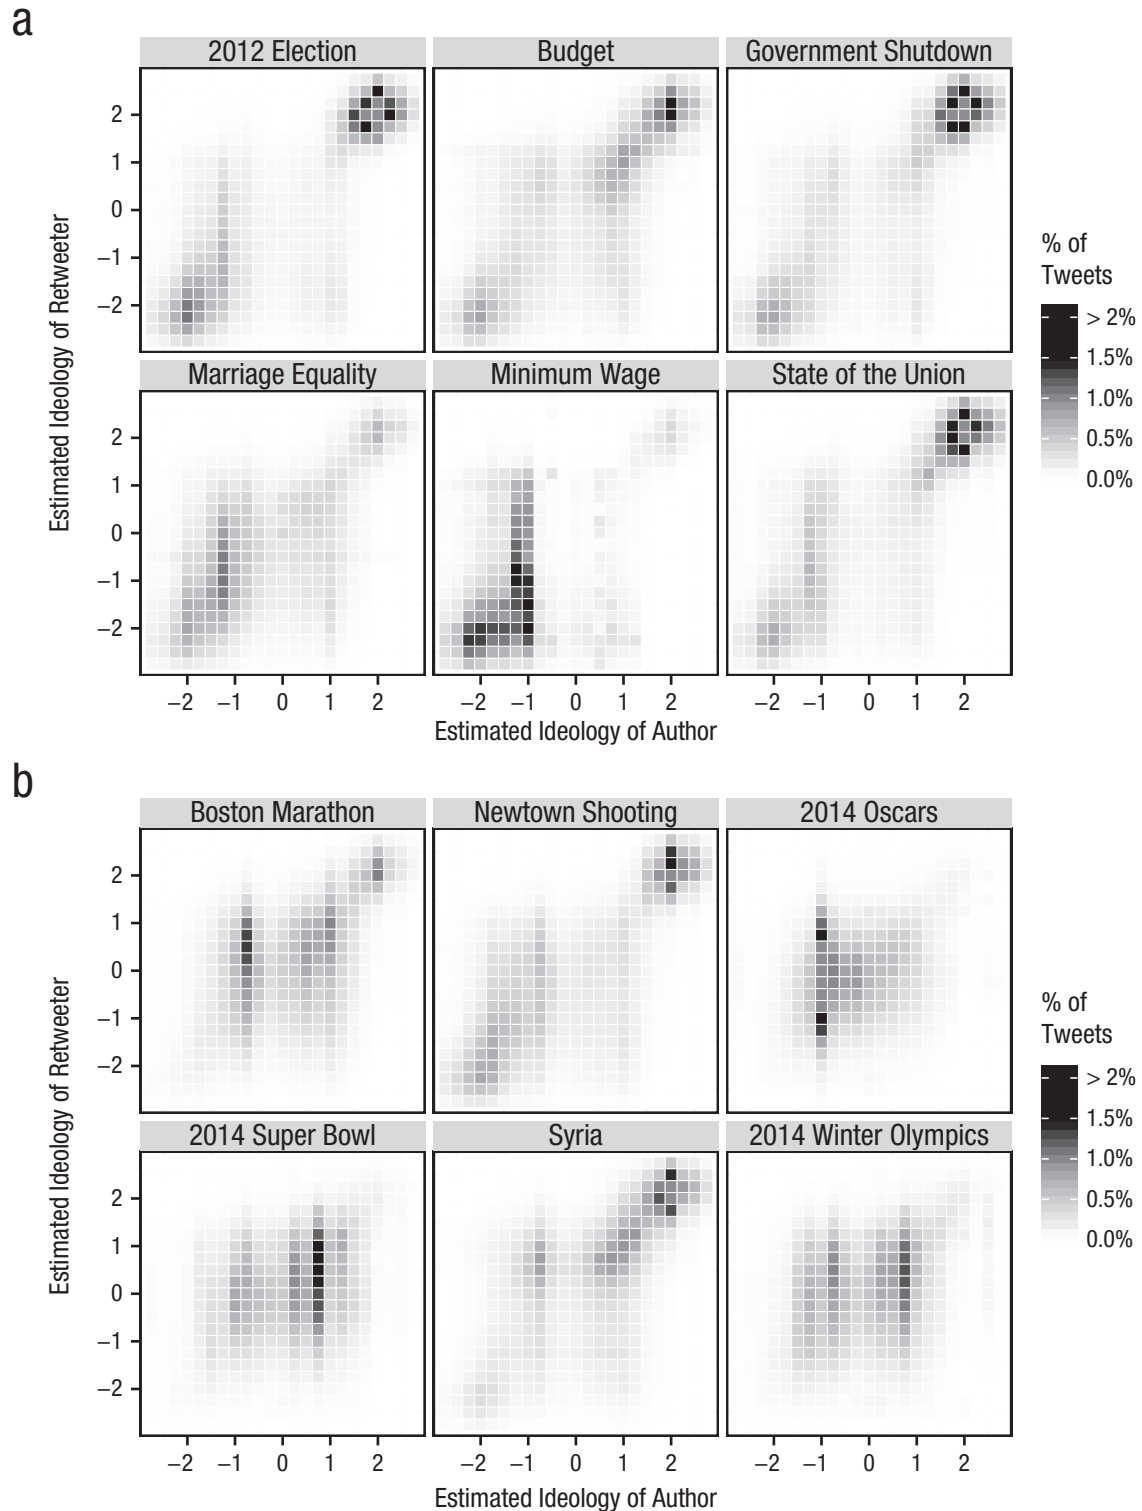 a
2012 Election Budget Government Shutdown
2
1
0
−1
−2
Estimated Ideology of Retweeter
% of
Tweets
> 2%
1.5%
1.0%
0.5%
0.0%
Marriage Equality Minimum Wage State of the Union
2
1
0
−1
−2
−2 −1 0 1 2 −2 −1 0 1 2 −2 −1 0 1 2
Estimated Ideology of Author
b
Boston Marathon Newtown Shooting 2014 Oscars
2
1
0
−1
−2
Estimated Ideology of Retweeter
% of
Tweets
> 2%
1.5%
1.0%
0.5%
0.0%
2014 Super Bowl Syria 2014 Winter Olympics
2
1
0
−1
−2
−2 −1 0 1 2 −2 −1 0 1 2 −2 −1 0 1 2
Estimated Ideology of Author